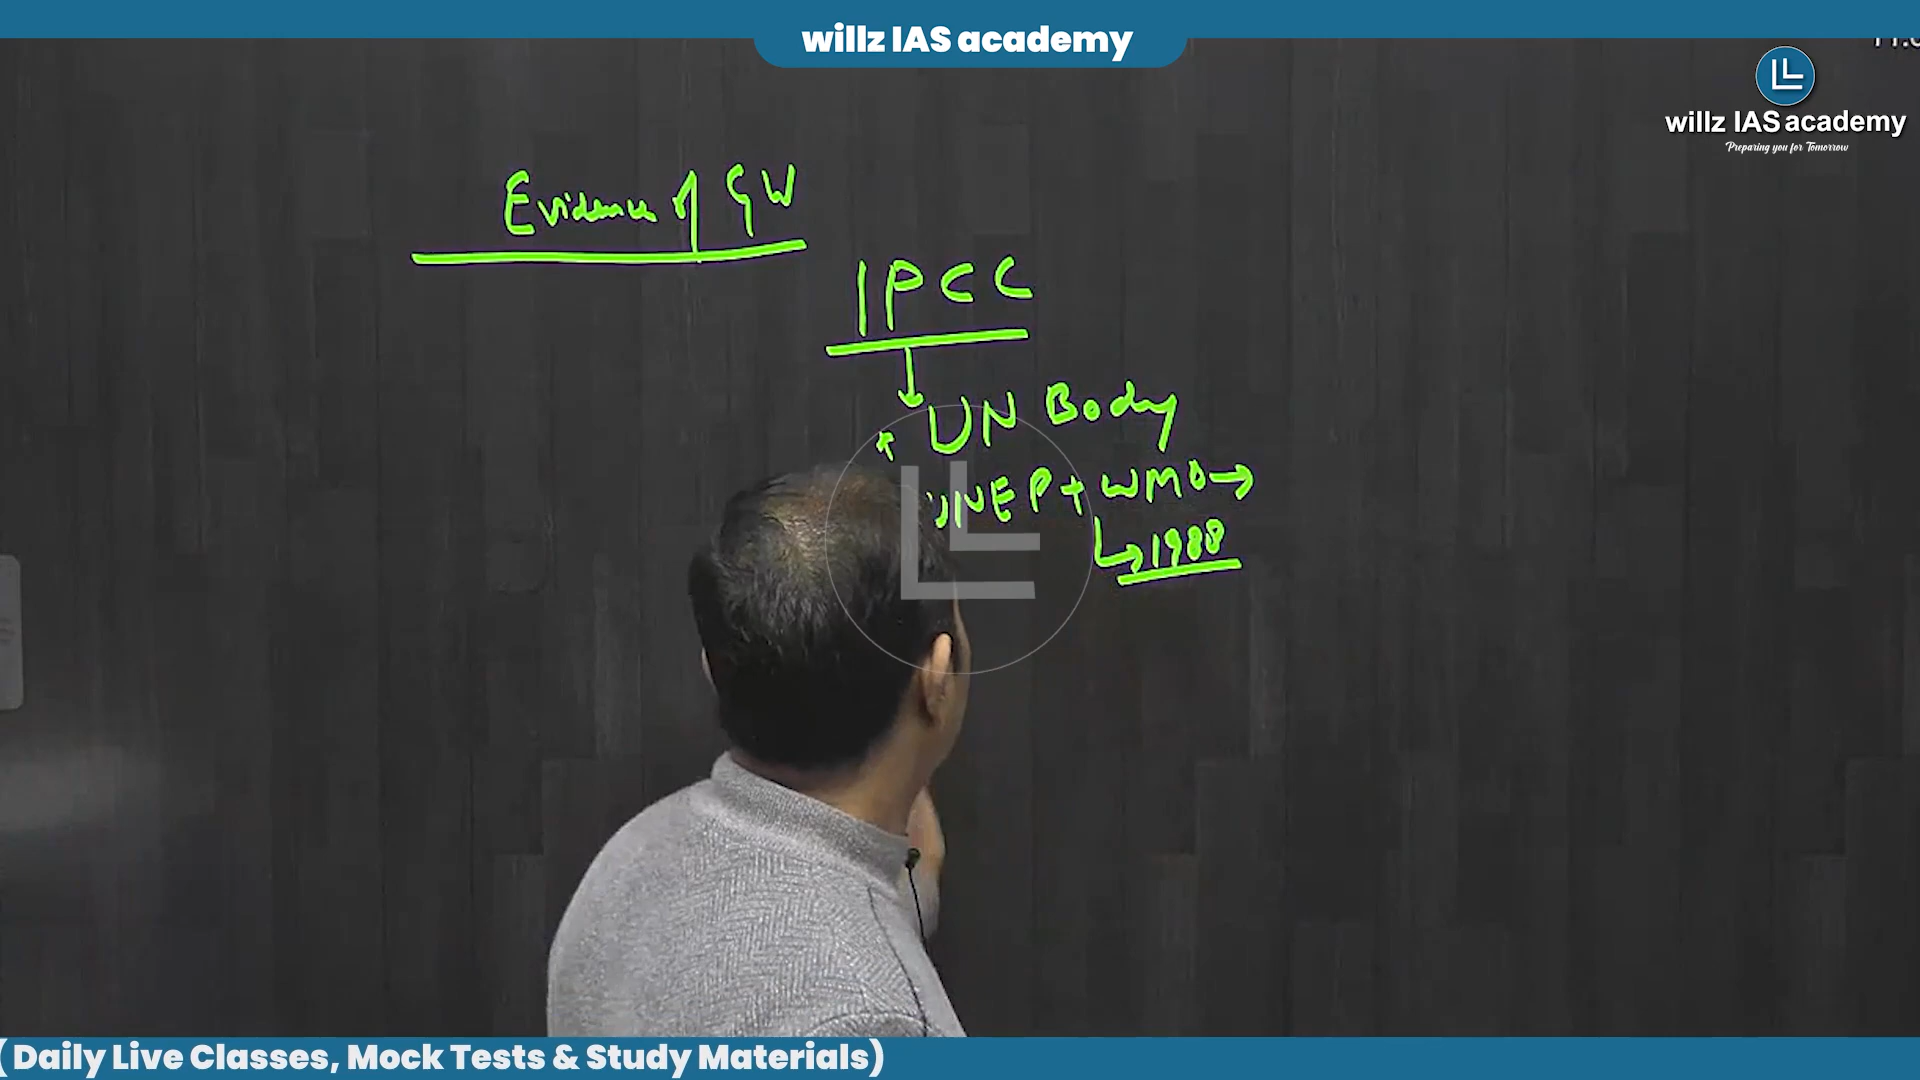 willz IAS academy
willz IAS academy
Preparing you for Tomorrow
Evidence of GW
IPCC
UN Body
UNEP + WMO →
1988
(Daily Live Classes, Mock Tests & Study Materials)